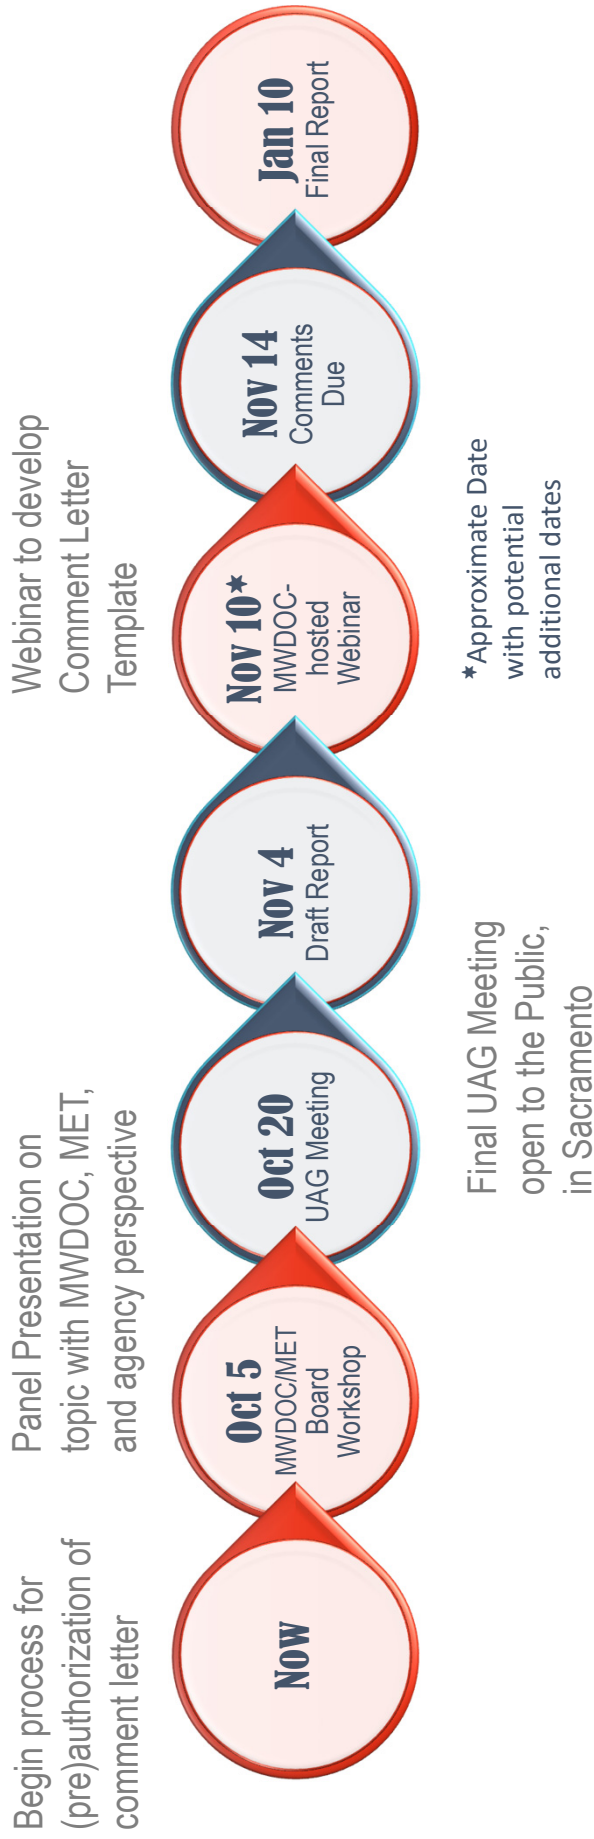 Begin process for
(pre)authorization of
comment letter
Now
Panel Presentation on
topic with MWDOC, MET,
and agency perspective
Oct 5
MWDOC/MET
Board
Workshop
Oct 20
UAG Meeting
Final UAG Meeting
open to the Public,
in Sacramento
Nov 4
Draft Report
Webinar to develop
Comment Letter
Template
Nov 10*
MWDOC-
hosted
Webinar
*Approximate Date
with potential
additional dates
Nov 14
Comments
Due
Jan 10
Final Report